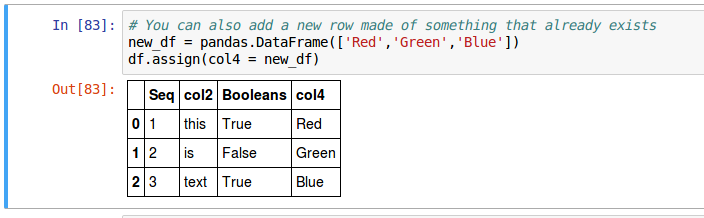 In [83]: # You can also add a new row made of something that already exists
new_df = pandas.DataFrame(['Red','Green','Blue'])
df.assign(col4 = new_df)
Out[83]:
Seq col2 Booleans col4
0 1 this True Red
1 2 is False Green
2 3 text True Blue